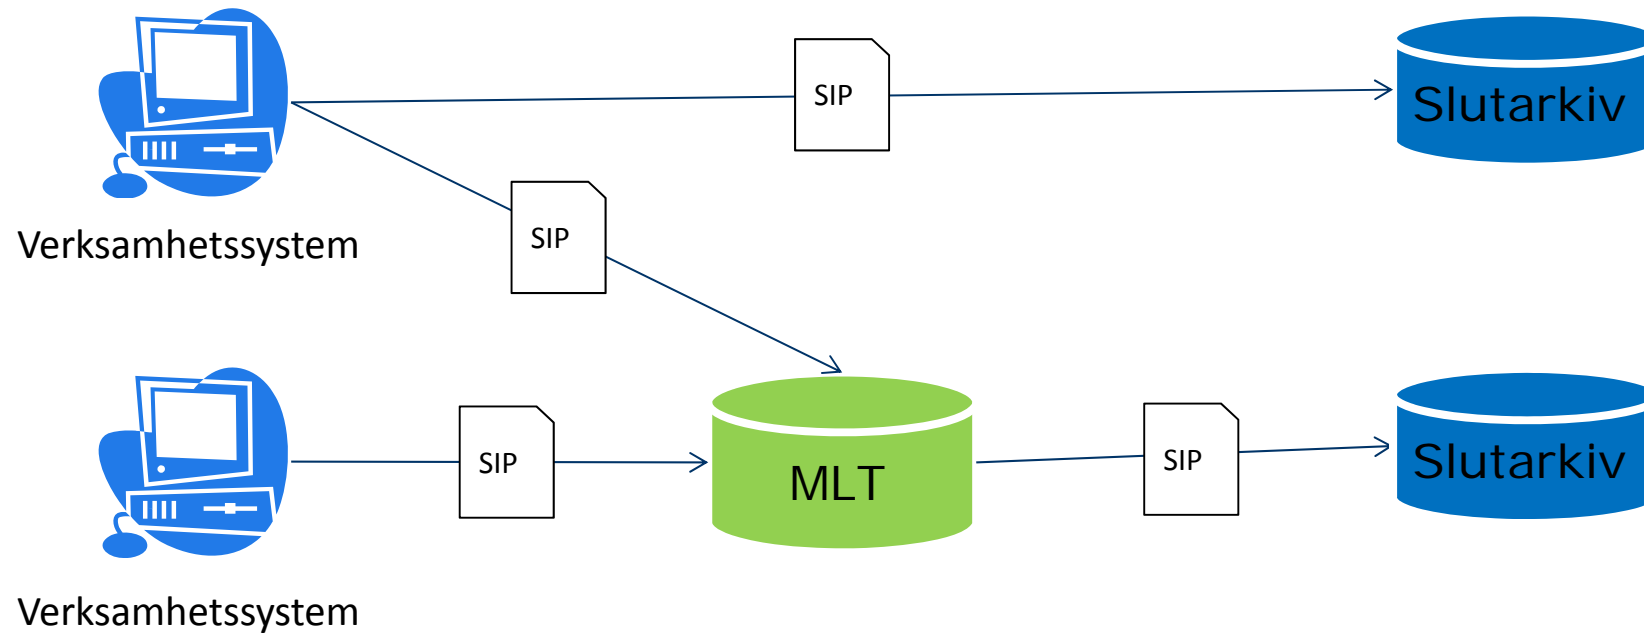 SIP
Slutarkiv
Verksamhetssystem
SIP
SIP
MLT
SIP
Slutarkiv
Verksamhetssystem